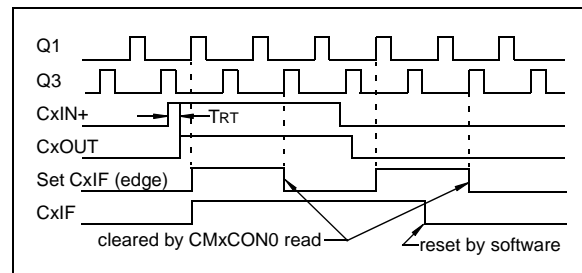 Q1
Q3
CxIN+
TRT
CxOUT
Set CxIF (edge)
CxIF
cleared by CMxCON0 read
reset by software